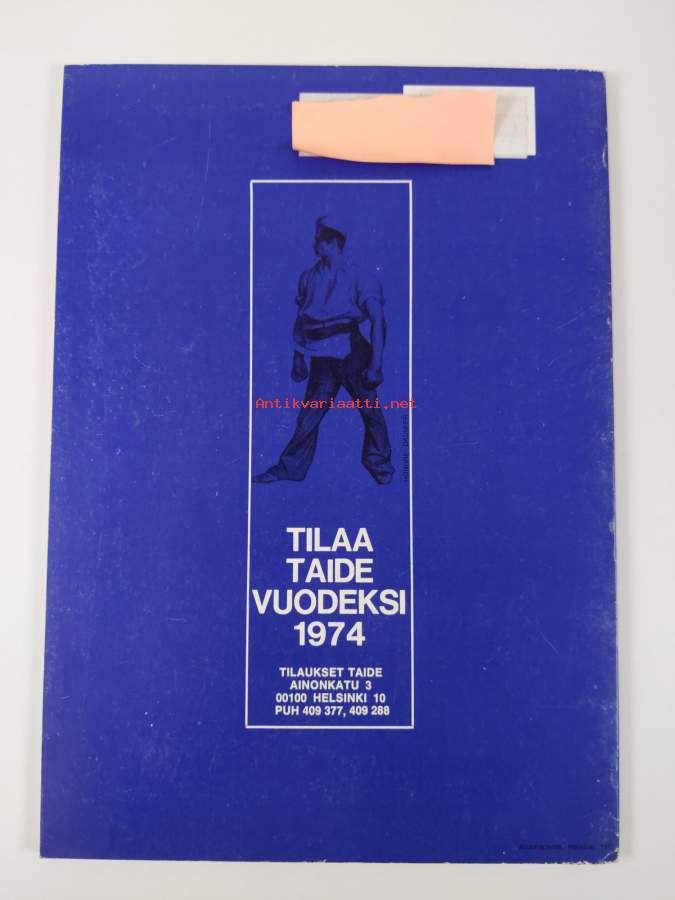 Antikvariaatti.net
TILAA
TAIDE
VUODEKSI
1974
TILAUKSET TAIDE
AINONKATU 3
00100 HELSINKI 10
PUH 409 377, 409 288